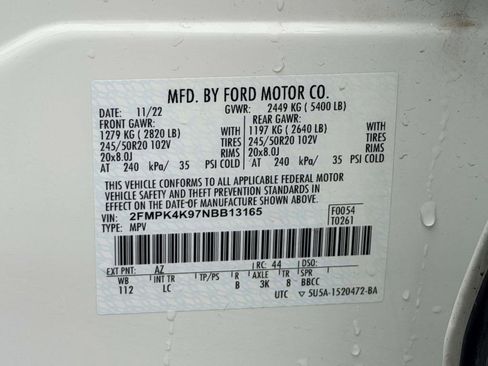 MFD. BY FORD MOTOR CO.
DATE: 11/22 GVWR: 2449 KG ( 5400 LB)
FRONT GAWR: REAR GAWR:
1279 KG ( 2820 LB) 1197 KG ( 2640 LB)
245/50R20 102V TIRES 245/50R20 102V TIRES
20x8.0J RIMS 20x8.0J RIMS
AT 240 kPa/ 35 PSI COLD AT 240 kPa/ 35 PSI COLD
THIS VEHICLE CONFORMS TO ALL APPLICABLE FEDERAL MOTOR
VEHICLE SAFETY AND THEFT PREVENTION STANDARDS IN
EFFECT ON THE DATE OF MANUFACTURE SHOWN ABOVE.
VIN: 2FMPK4K97NBB13165 F0054
TYPE: MPV T0261
EXT PNT: AZ RC: 44 DSO:
WB INT TR TP/PS R AXLE TR SPR
112 LC B 3K 8 BBCC
UTC ▽ 5U5A-1520472-BA